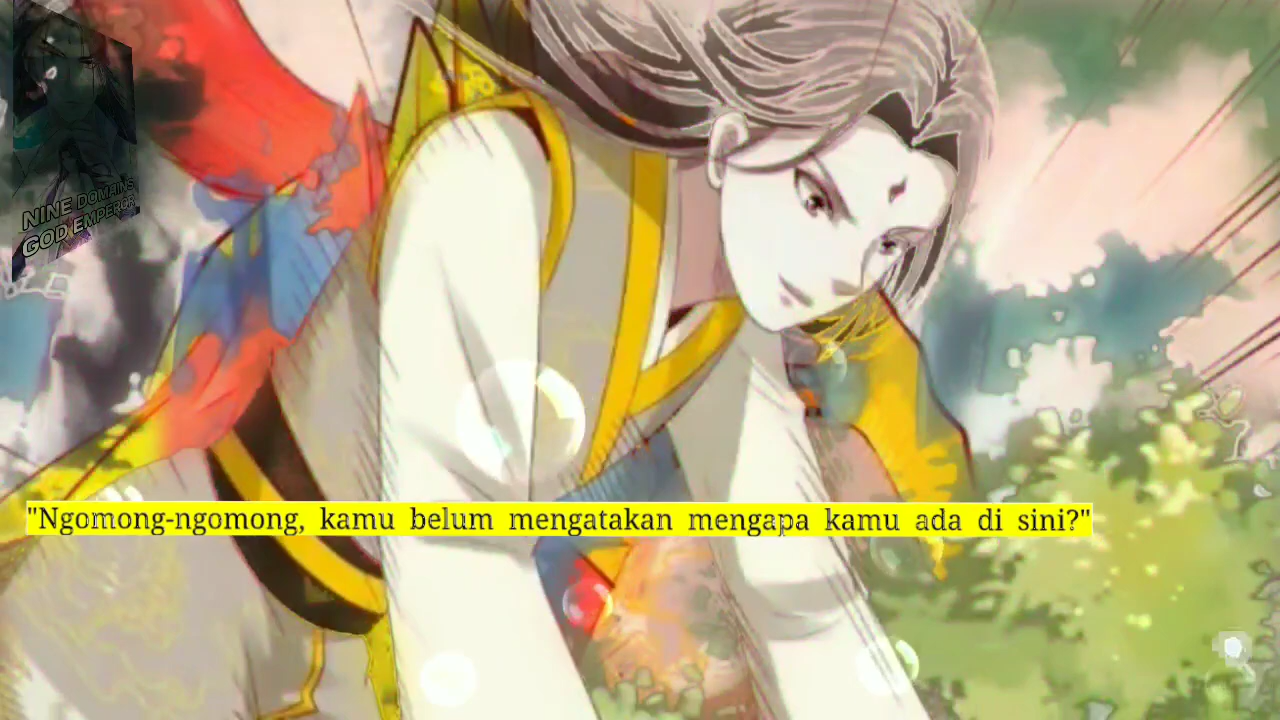 NINE DOMAINS
GOD EMPEROR
"Ngomong-ngomong, kamu belum mengatakan mengapa kamu ada di sini?"